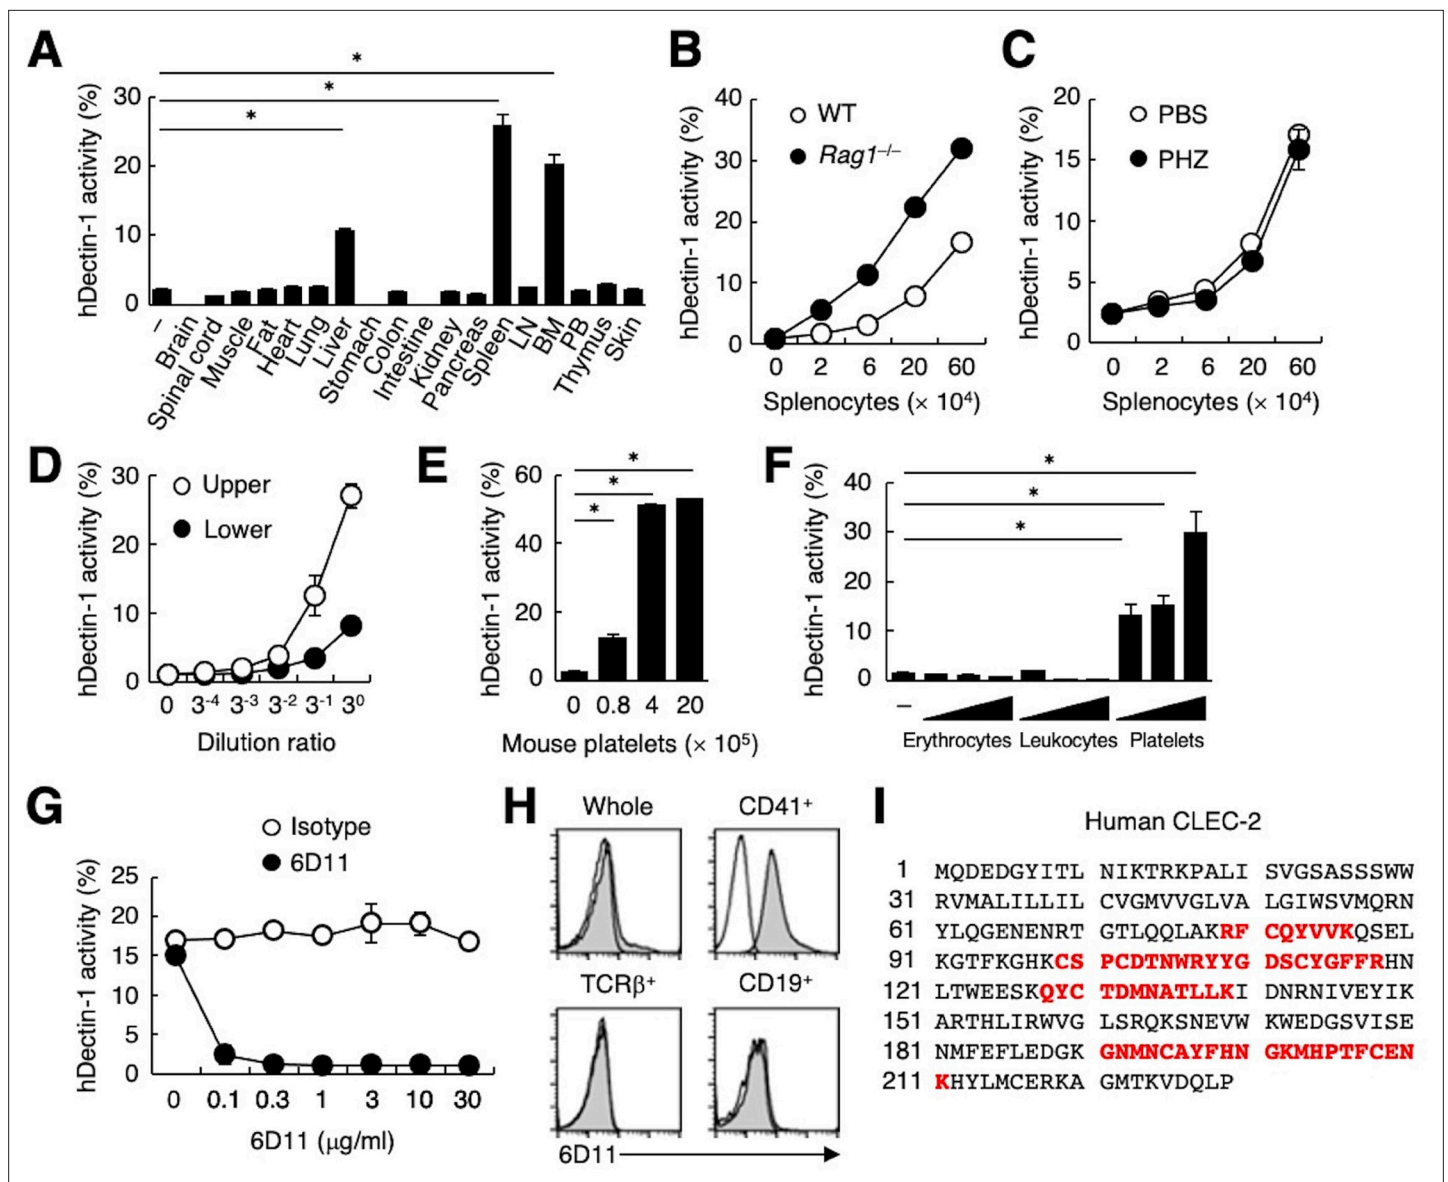 A
hDectin-1 activity (%)
30
20
10
0
*
*
*
–
Brain
Spinal cord
Muscle
Fat
Heart
Lung
Liver
Stomach
Colon
Intestine
Kidney
Pancreas
Spleen
LN
BM
PB
Thymus
Skin
B
hDectin-1 activity (%)
40
30
20
10
0
WT
Rag1–/–
0 2 6 20 60
Splenocytes (× 10⁴)
C
hDectin-1 activity (%)
20
15
10
5
0
PBS
PHZ
0 2 6 20 60
Splenocytes (× 10⁴)
D
hDectin-1 activity (%)
30
20
10
0
Upper
Lower
0 3⁻⁴ 3⁻³ 3⁻² 3⁻¹ 3⁰
Dilution ratio
E
hDectin-1 activity (%)
60
40
20
0
*
*
*
0 0.8 4 20
Mouse platelets (× 10⁵)
F
hDectin-1 activity (%)
40
30
20
10
0
*
*
*
–
Erythrocytes Leukocytes Platelets
G
hDectin-1 activity (%)
25
20
15
10
5
0
Isotype
6D11
0 0.1 0.3 1 3 10 30
6D11 (μg/ml)
H
Whole CD41⁺
TCRβ⁺ CD19⁺
6D11
I
Human CLEC-2
1 MQDEDGYITL NIKTRKPALI SVGSASSSWW
31 RVMALILLIL CVGMVVGLVA LGIWSVMQRN
61 YLQGENENRT GTLQQLAKRF CQYVVKQSEL
91 KGTFKGHKCS PCDTNWRYYG DSCYGFFRHN
121 LTWEESKQYC TDMNATLLKI DNRNIVEYIK
151 ARTHLIRWVG LSRQKSNEVW KWEDGSVISE
181 NMFEFLEDGK GNMNCAYFHN GKMHPTFCEN
211 KHYLMCERKA GMTKVDQLP